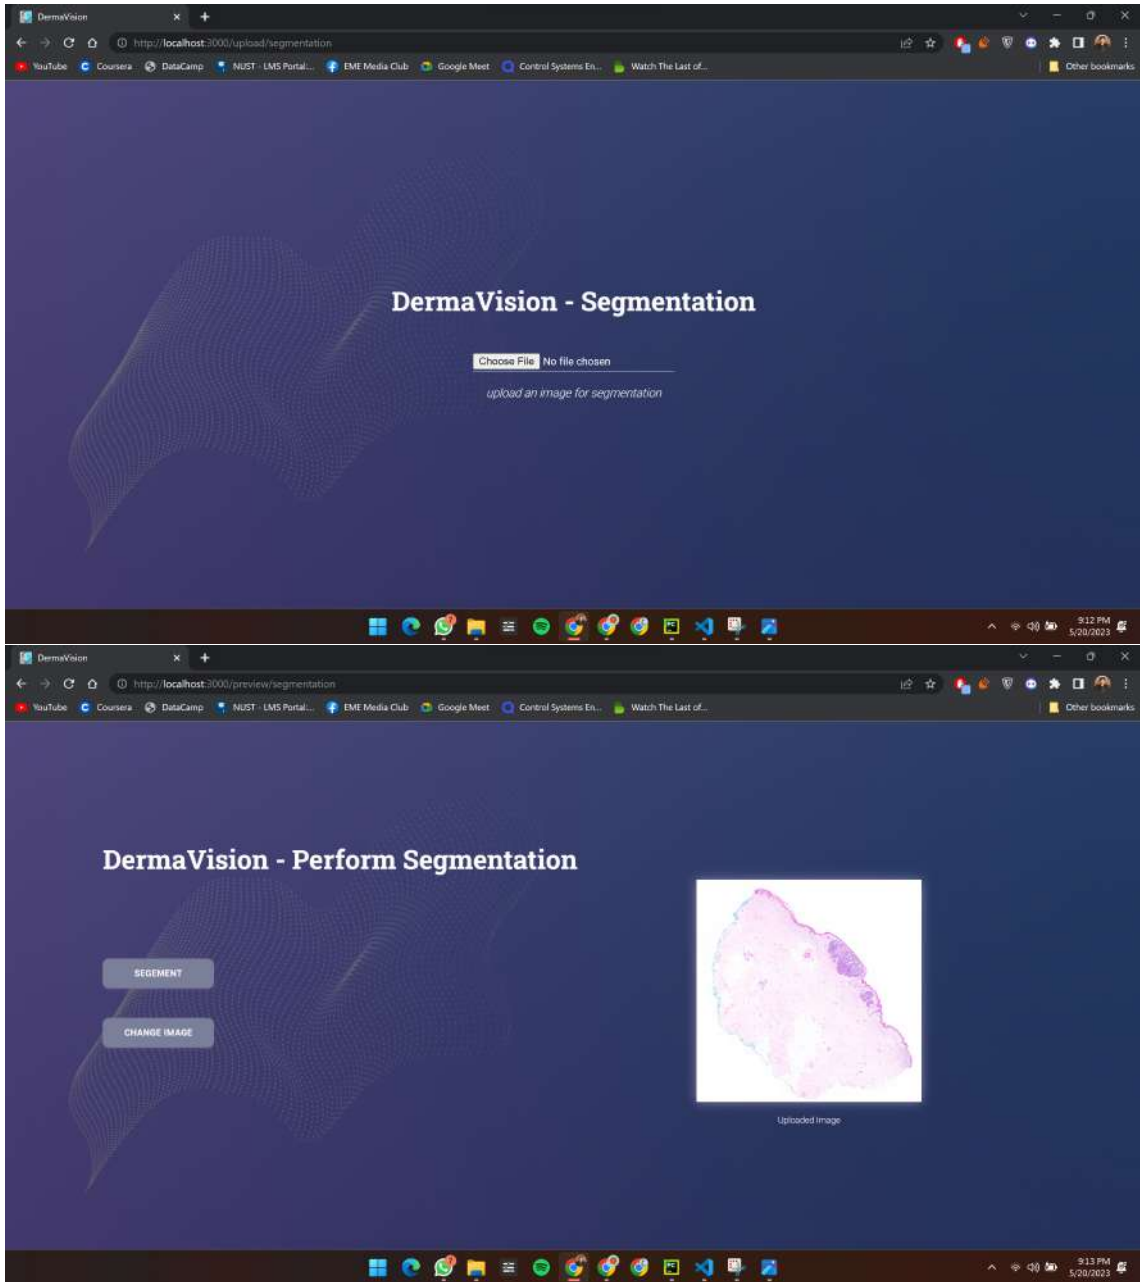 DermaVision
http://localhost:3000/upload/segmentation
YouTube Coursera DataCamp NUST - LMS Portal:... EME Media Club Google Meet Control Systems En... Watch The Last of... Other bookmarks
DermaVision - Segmentation
Choose File No file chosen
upload an image for segmentation
9:12 PM
5/20/2023
DermaVision
http://localhost:3000/preview/segmentation
YouTube Coursera DataCamp NUST - LMS Portal:... EME Media Club Google Meet Control Systems En... Watch The Last of... Other bookmarks
DermaVision - Perform Segmentation
SEGEMENT
CHANGE IMAGE
Uploaded Image
9:13 PM
5/20/2023